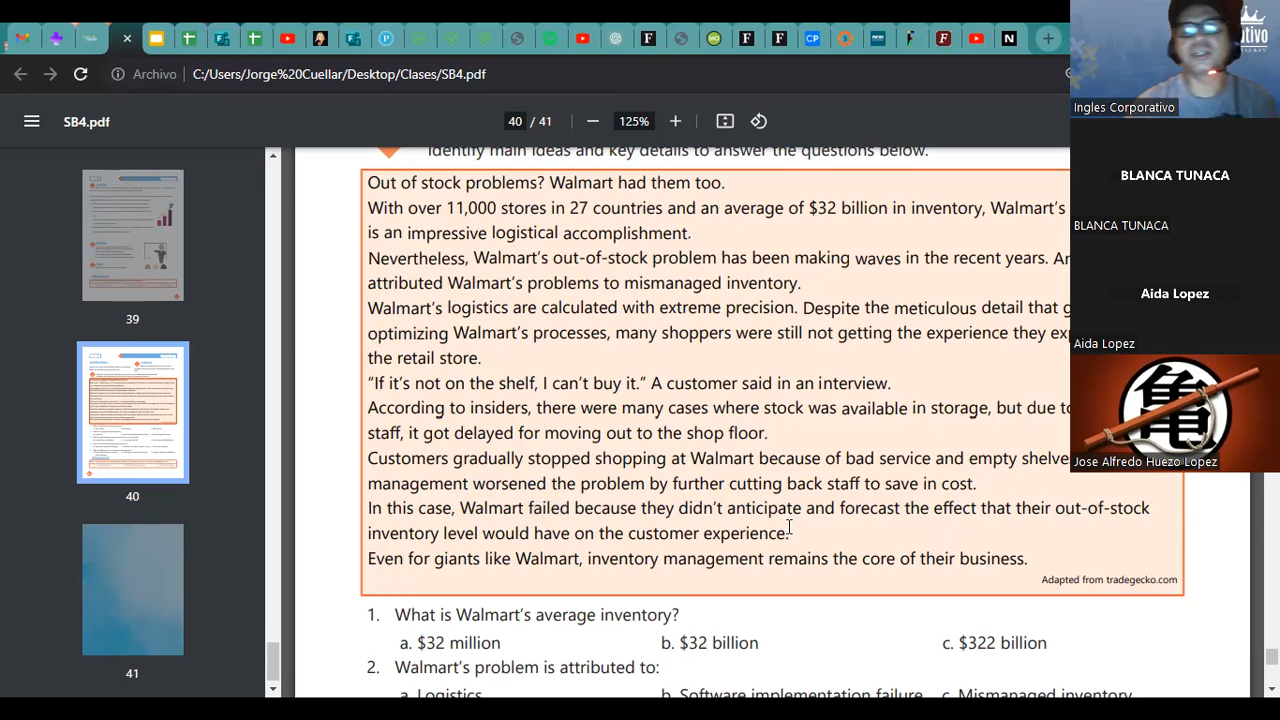 Archivo
C:/Users/Jorge%20Cuellar/Desktop/Clases/SB4.pdf
SB4.pdf
40 / 41
125%
Identify main ideas and key details to answer the questions below.
Out of stock problems? Walmart had them too.
With over 11,000 stores in 27 countries and an average of $32 billion in inventory, Walmart's
is an impressive logistical accomplishment.
Nevertheless, Walmart's out-of-stock problem has been making waves in the recent years.
attributed Walmart's problems to mismanaged inventory.
Walmart's logistics are calculated with extreme precision. Despite the meticulous detail that
optimizing Walmart's processes, many shoppers were still not getting the experience they
the retail store.
"If it's not on the shelf, I can't buy it." A customer said in an interview.
According to insiders, there were many cases where stock was available in storage, but due to
staff, it got delayed for moving out to the shop floor.
Customers gradually stopped shopping at Walmart because of bad service and empty
management worsened the problem by further cutting back staff to save in cost.
In this case, Walmart failed because they didn't anticipate and forecast the effect that their out-of-stock
inventory level would have on the customer experience.
Even for giants like Walmart, inventory management remains the core of their business.
Adapted from tradegecko.com
1. What is Walmart's average inventory?
a. $32 million b. $32 billion c. $322 billion
2. Walmart's problem is attributed to:
a. Logistics b. Software implementation failure c. Mismanaged inventory
39
40
41
Ingles Corporativo
BLANCA TUNACA
BLANCA TUNACA
Aida Lopez
Aida Lopez
亀
Jose Alfredo Huezo Lopez